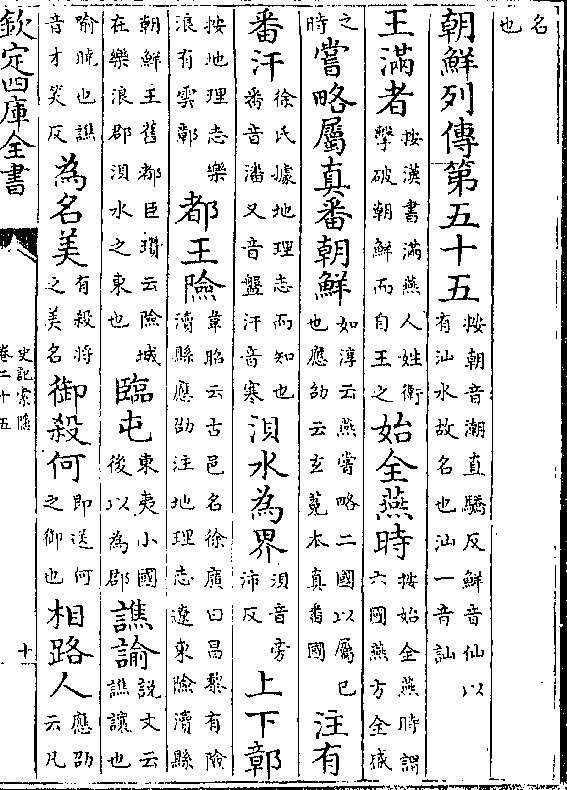 名也
朝鮮列傳第五十五按朝音潮直驕反鮮音仙以有汕水故名也汕一音訕
王滿者按漢書滿燕人姓衛擊破朝鮮而自王之始全燕時按始全燕時謂六國燕方全盛
之時嘗略屬真番朝鮮如淳云燕嘗略二國以屬已也應劭云玄菟本真番國注有
番汗徐氏據地理志而知也番音潘又音盤汗音寒浿水為界浿音旁沛反上下鄣
按地理志樂浪有雲鄣都王險韋昭云古邑名徐廣曰昌黎有險瀆縣應劭注地理志遼東險瀆縣
朝鮮王舊都臣瓚云險城在樂浪郡浿水之東也臨屯東夷小國後以為郡譙諭說文云譙讓也
喻曉也譙音才笑反為名美有殺將之美名御殺何即送何之御也相路人應劭云凡
欽定四庫全書
史記索隱
卷二十五
十